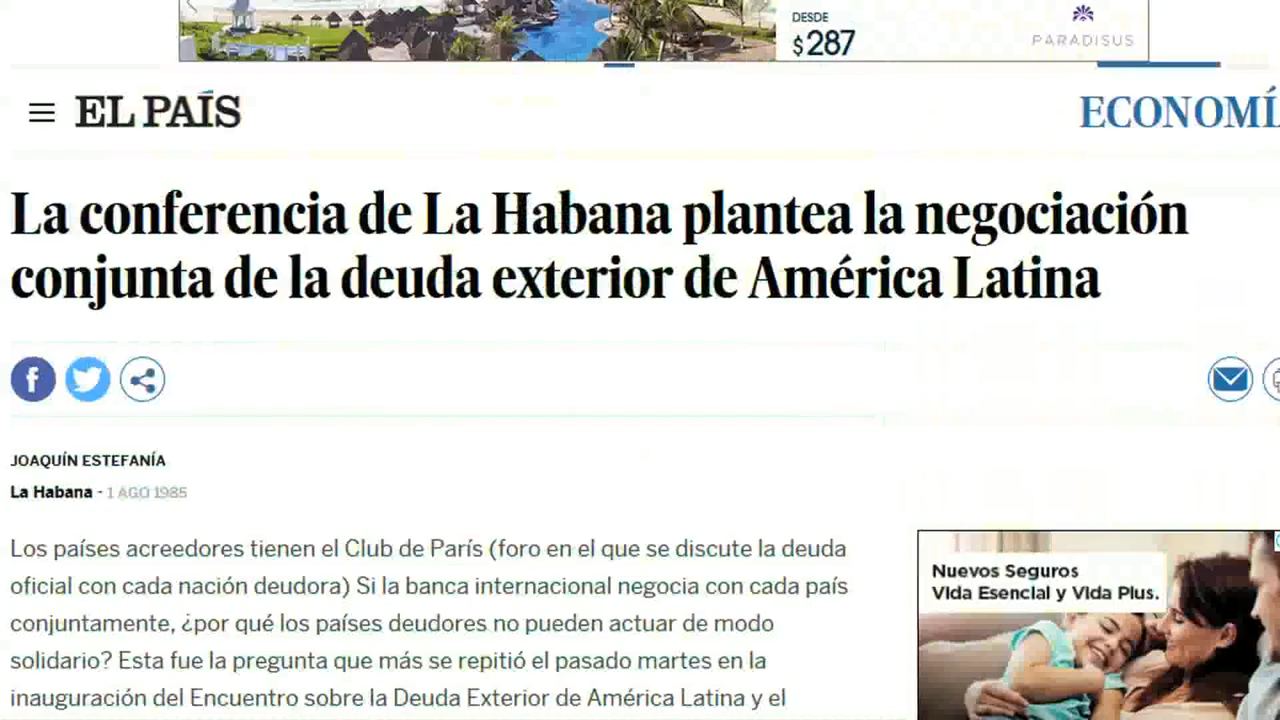 DESDE
$287
PARADISUS
EL PAÍS
ECONOMÍ
La conferencia de La Habana plantea la negociación
conjunta de la deuda exterior de América Latina
JOAQUÍN ESTEFANÍA
La Habana - 1 AGO 1985
Los países acreedores tienen el Club de París (foro en el que se discute la deuda
oficial con cada nación deudora) Si la banca internacional negocia con cada país
conjuntamente, ¿por qué los países deudores no pueden actuar de modo
solidario? Esta fue la pregunta que más se repitió el pasado martes en la
inauguración del Encuentro sobre la Deuda Exterior de América Latina y el
Nuevos Seguros
Vida Esencial y Vida Plus.